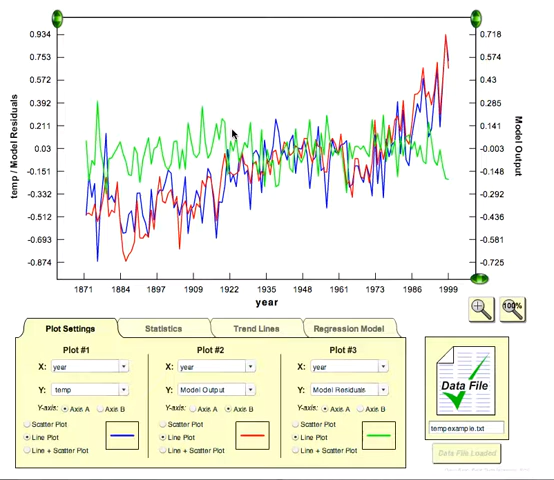 0.934
0.753
0.572
0.392
0.211
0.03
-0.151
-0.332
-0.512
-0.693
-0.874
temp / Model Residuals
0.718
0.574
0.43
0.285
0.141
-0.003
-0.148
-0.292
-0.436
-0.581
-0.725
Model Output
1871 1884 1897 1909 1922 1935 1948 1961 1973 1986 1999
year
100%
Plot Settings Statistics Trend Lines Regression Model
Plot #1 Plot #2 Plot #3
X: year X: year X: year
Y: temp Y: Model Output Y: Model Residuals
Y-axis: Axis A Axis B Y-axis: Axis A Axis B Y-axis: Axis A Axis B
Scatter Plot Scatter Plot Scatter Plot
Line Plot Line Plot Line Plot
Line + Scatter Plot Line + Scatter Plot Line + Scatter Plot
Data File
tempexample.txt
Data File Loaded